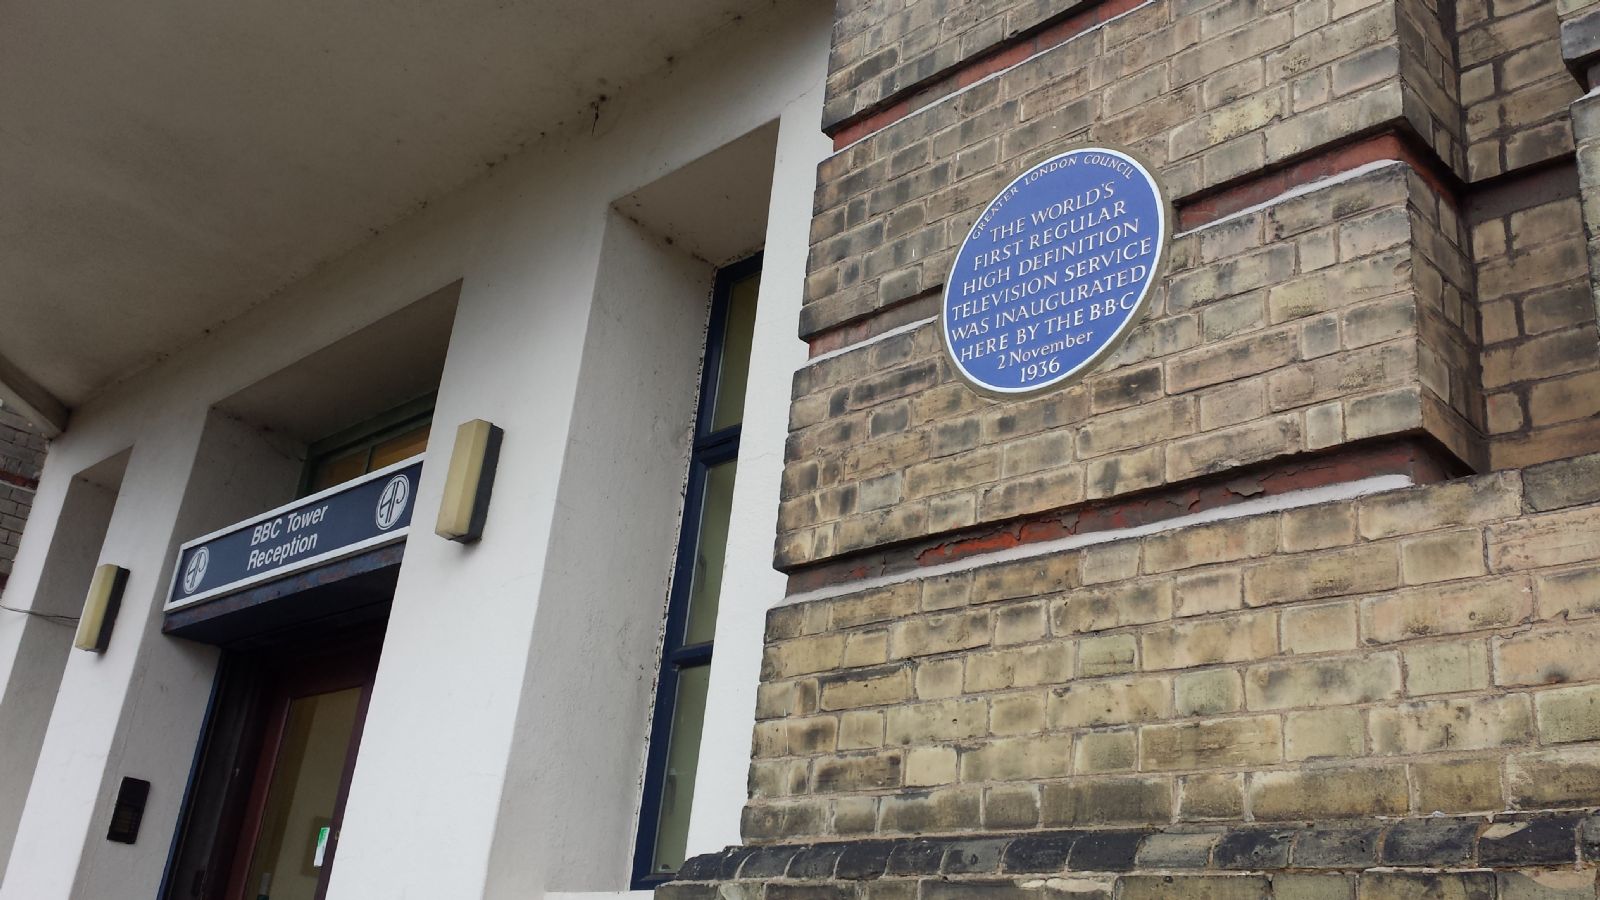 GREATER LONDON COUNCIL
THE WORLD'S
FIRST REGULAR
HIGH DEFINITION
TELEVISION SERVICE
WAS INAUGURATED
HERE BY THE B·B·C
2 November
1936
BBC Tower
Reception